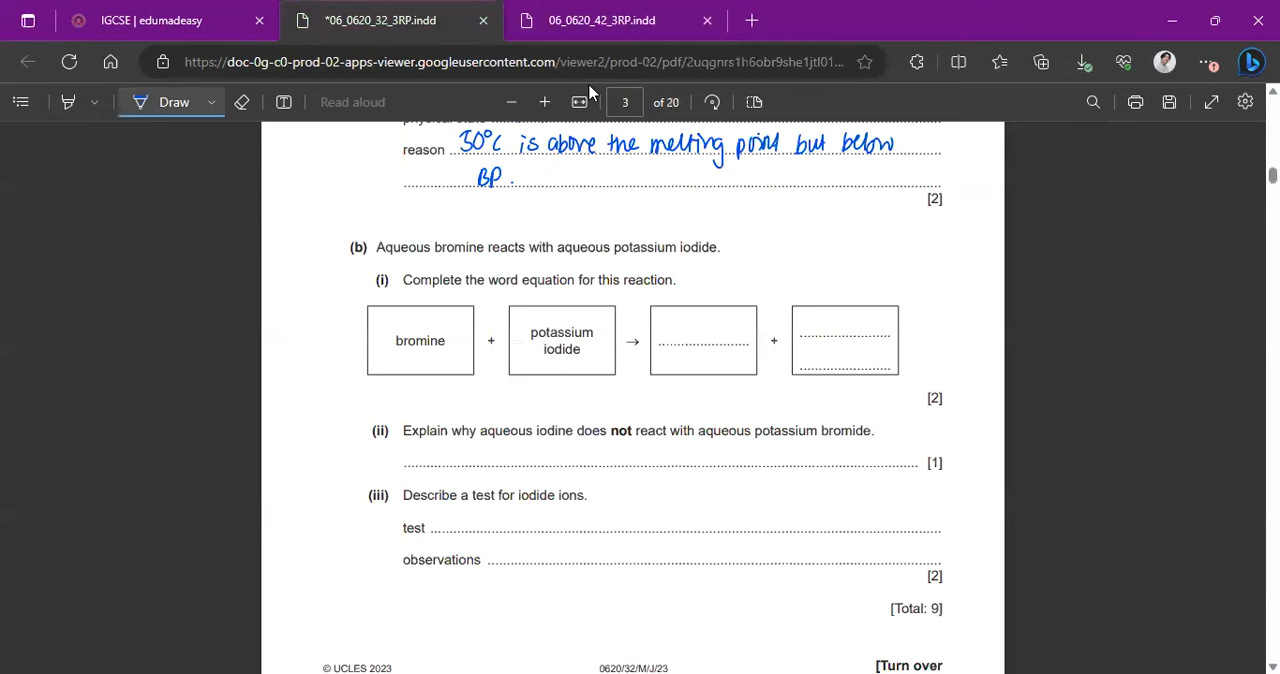 IGCSE | edumadeasy
*06_0620_32_3RP.indd
06_0620_42_3RP.indd
https://doc-0g-c0-prod-02-apps-viewer.googleusercontent.com/viewer2/prod-02/pdf/2uqgnrs1h6obr9she1jtl01...
Draw
Read aloud
3 of 20
reason 30°C is above the melting point but below
BP.
[2]
(b) Aqueous bromine reacts with aqueous potassium iodide.
(i) Complete the word equation for this reaction.
bromine + potassium iodide → ........................ + ........................
[2]
(ii) Explain why aqueous iodine does not react with aqueous potassium bromide.
[1]
(iii) Describe a test for iodide ions.
test
observations
[2]
[Total: 9]
© UCLES 2023 0620/32/M/J/23 [Turn over